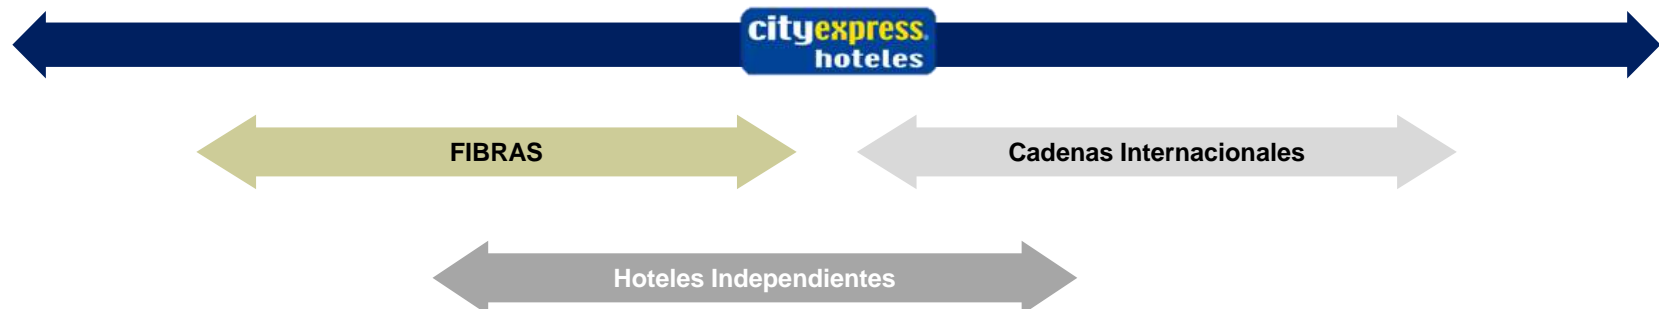 cityexpress.
hoteles
FIBRAS
Cadenas Internacionales
Hoteles Independientes